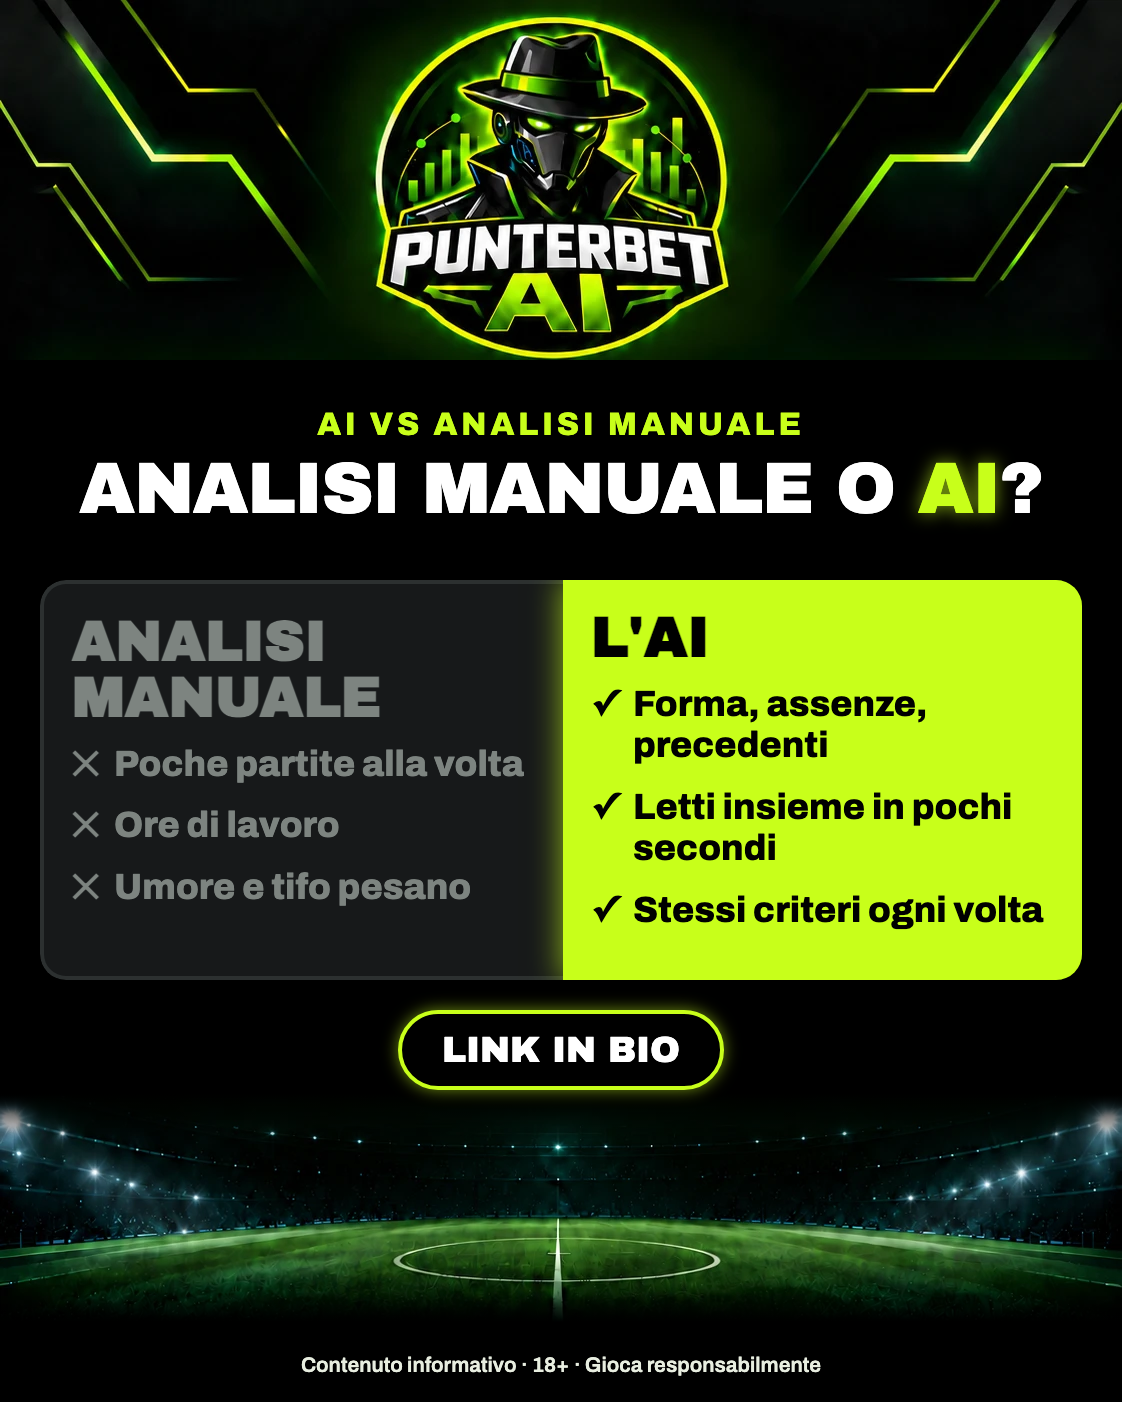 PUNTERBET
AI
AI VS ANALISI MANUALE
ANALISI MANUALE O AI?
ANALISI
MANUALE
✕ Poche partite alla volta
✕ Ore di lavoro
✕ Umore e tifo pesano
L'AI
✓ Forma, assenze,
precedenti
✓ Letti insieme in pochi
secondi
✓ Stessi criteri ogni volta
LINK IN BIO
Contenuto informativo · 18+ · Gioca responsabilmente